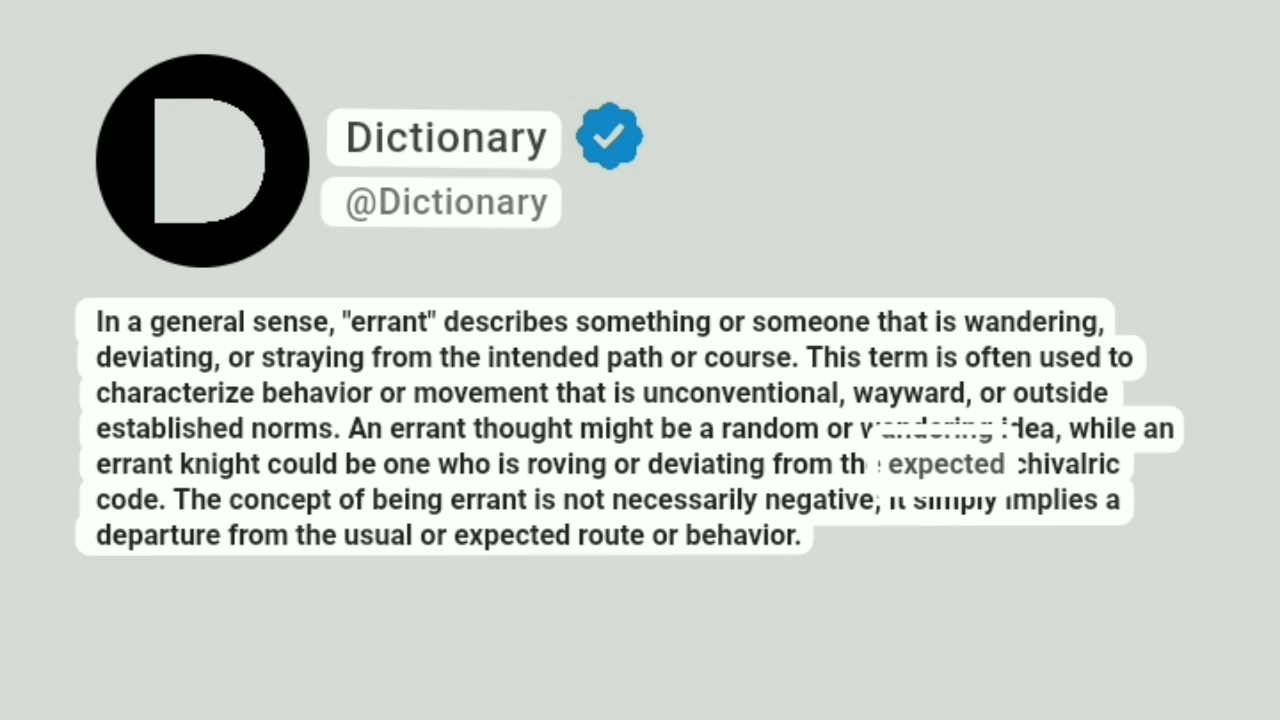 Dictionary
@Dictionary
In a general sense, "errant" describes something or someone that is wandering,
deviating, or straying from the intended path or course. This term is often used to
characterize behavior or movement that is unconventional, wayward, or outside
established norms. An errant thought might be a random or wandering idea, while an
errant knight could be one who is roving or deviating from the expected chivalric
code. The concept of being errant is not necessarily negative; it simply implies a
departure from the usual or expected route or behavior.